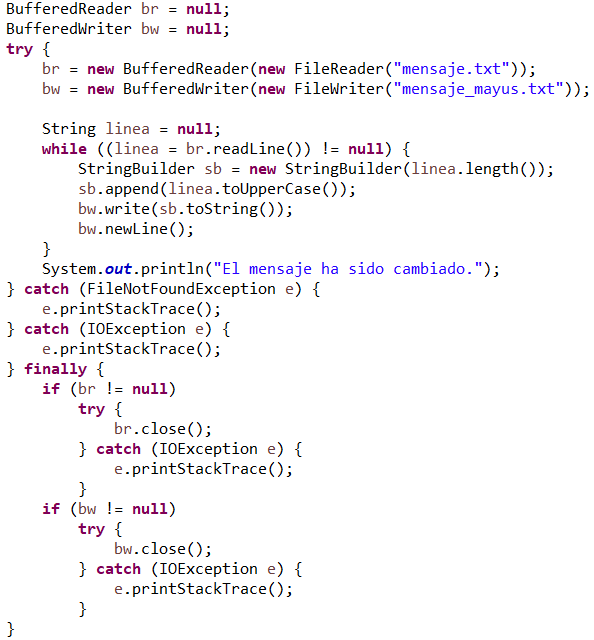 BufferedReader br = null;
BufferedWriter bw = null;
try {
    br = new BufferedReader(new FileReader("mensaje.txt"));
    bw = new BufferedWriter(new FileWriter("mensaje_mayus.txt"));

    String linea = null;
    while ((linea = br.readLine()) != null) {
        StringBuilder sb = new StringBuilder(linea.length());
        sb.append(linea.toUpperCase());
        bw.write(sb.toString());
        bw.newLine();
    }
    System.out.println("El mensaje ha sido cambiado.");
} catch (FileNotFoundException e) {
    e.printStackTrace();
} catch (IOException e) {
    e.printStackTrace();
} finally {
    if (br != null)
        try {
            br.close();
        } catch (IOException e) {
            e.printStackTrace();
        }
    if (bw != null)
        try {
            bw.close();
        } catch (IOException e) {
            e.printStackTrace();
        }
}